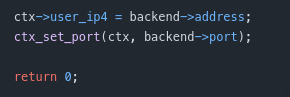 ctx->user_ip4 = backend->address;
ctx_set_port(ctx, backend->port);
return 0;